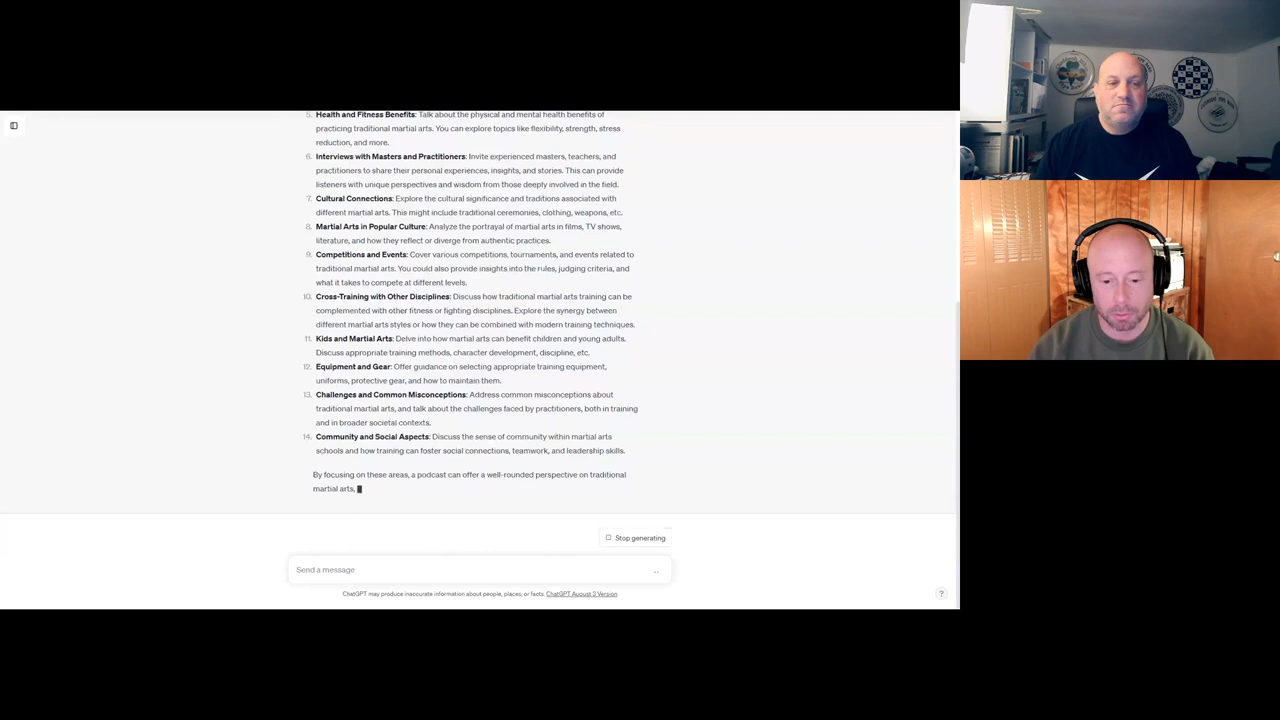 5. Health and Fitness Benefits: Talk about the physical and mental health benefits of
practicing traditional martial arts. You can explore topics like flexibility, strength, stress
reduction, and more.
6. Interviews with Masters and Practitioners: Invite experienced masters, teachers, and
practitioners to share their personal experiences, insights, and stories. This can provide
listeners with unique perspectives and wisdom from those deeply involved in the field.
7. Cultural Connections: Explore the cultural significance and traditions associated with
different martial arts. This might include traditional ceremonies, clothing, weapons, etc.
8. Martial Arts in Popular Culture: Analyze the portrayal of martial arts in films, TV shows,
literature, and how they reflect or diverge from authentic practices.
9. Competitions and Events: Cover various competitions, tournaments, and events related to
traditional martial arts. You could also provide insights into the rules, judging criteria, and
what it takes to compete at different levels.
10. Cross-Training with Other Disciplines: Discuss how traditional martial arts training can be
complemented with other fitness or fighting disciplines. Explore the synergy between
different martial arts styles or how they can be combined with modern training techniques.
11. Kids and Martial Arts: Delve into how martial arts can benefit children and young adults.
Discuss appropriate training methods, character development, discipline, etc.
12. Equipment and Gear: Offer guidance on selecting appropriate training equipment,
uniforms, protective gear, and how to maintain them.
13. Challenges and Common Misconceptions: Address common misconceptions about
traditional martial arts, and talk about the challenges faced by practitioners, both in training
and in broader societal contexts.
14. Community and Social Aspects: Discuss the sense of community within martial arts
schools and how training can foster social connections, teamwork, and leadership skills.
By focusing on these areas, a podcast can offer a well-rounded perspective on traditional
martial arts,
Stop generating
Send a message
ChatGPT may produce inaccurate information about people, places, or facts. ChatGPT August 3 Version
?